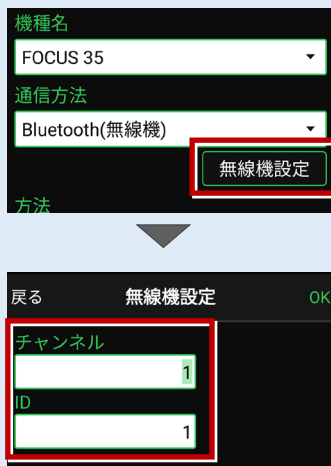 機種名
FOCUS 35
通信方法
Bluetooth(無線機)
無線機設定
方法
戻る 無線機設定 OK
チャンネル
1
ID
1